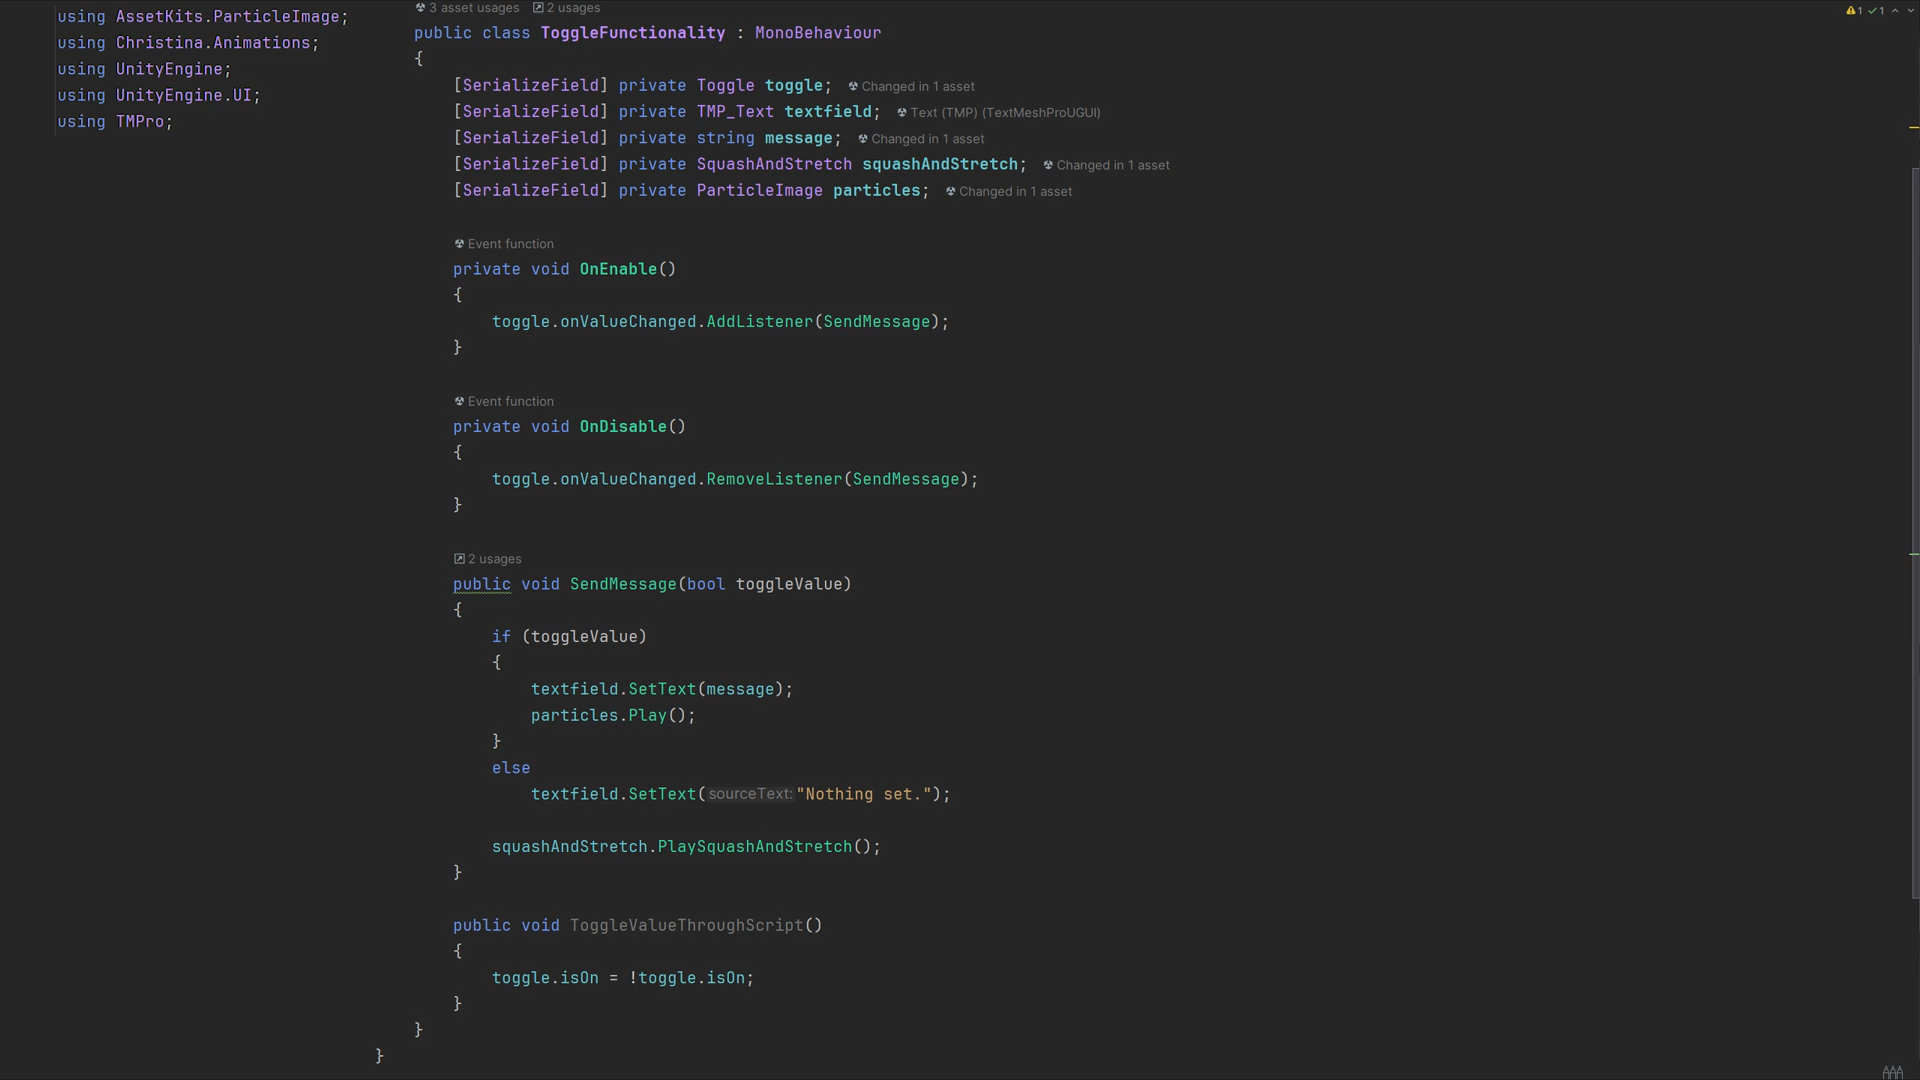 using AssetKits.ParticleImage;
using Christina.Animations;
using UnityEngine;
using UnityEngine.UI;
using TMPro;
3 asset usages 2 usages
public class ToggleFunctionality : MonoBehaviour
{
[SerializeField] private Toggle toggle; Changed in 1 asset
[SerializeField] private TMP_Text textfield; Text (TMP) (TextMeshProUGUI)
[SerializeField] private string message; Changed in 1 asset
[SerializeField] private SquashAndStretch squashAndStretch; Changed in 1 asset
[SerializeField] private ParticleImage particles; Changed in 1 asset
Event function
private void OnEnable()
{
toggle.onValueChanged.AddListener(SendMessage);
}
Event function
private void OnDisable()
{
toggle.onValueChanged.RemoveListener(SendMessage);
}
2 usages
public void SendMessage(bool toggleValue)
{
if (toggleValue)
{
textfield.SetText(message);
particles.Play();
}
else
textfield.SetText(sourceText:"Nothing set.");
squashAndStretch.PlaySquashAndStretch();
}
public void ToggleValueThroughScript()
{
toggle.isOn = !toggle.isOn;
}
}
}
1 1